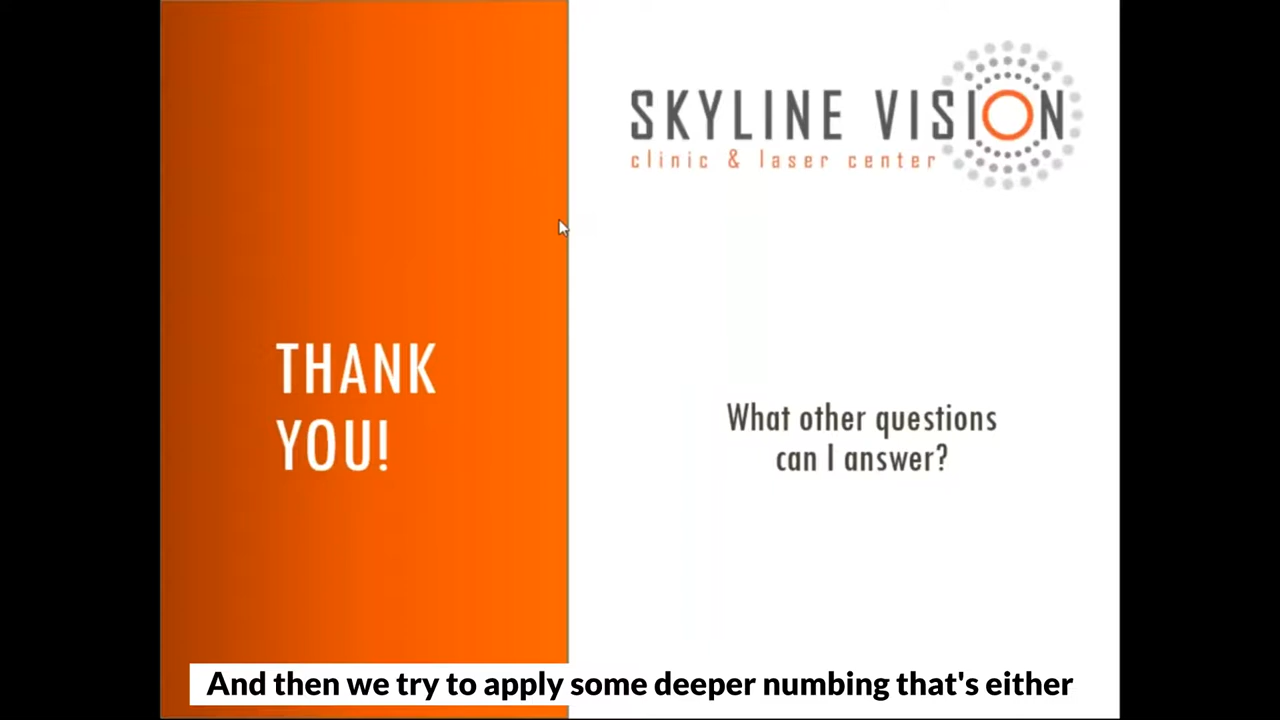 SKYLINE VISION
clinic & laser center
THANK
YOU!
What other questions
can I answer?
And then we try to apply some deeper numbing that's either